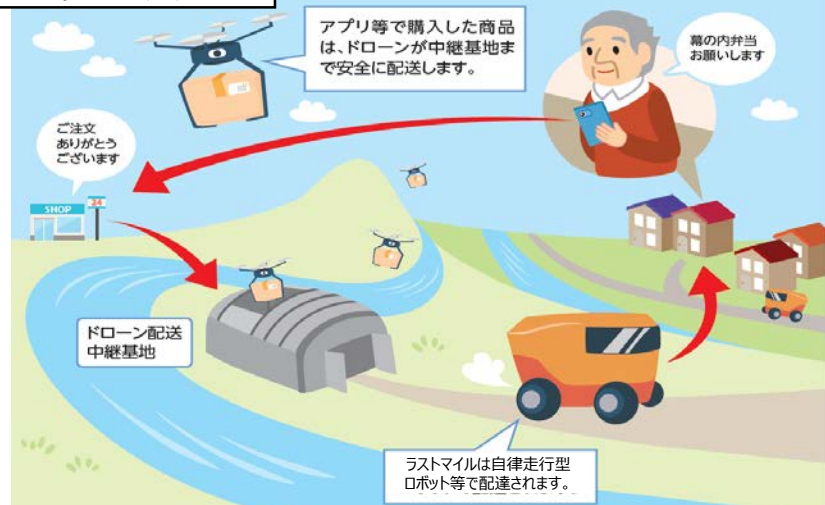 アプリ等で購入した商品
は、ドローンが中継基地ま
で安全に配送します。
幕の内弁当
お願いします
ご注文
ありがとう
ございます
SHOP
24
ドローン配送
中継基地
ラストマイルは自律走行型
ロボット等で配達されます。